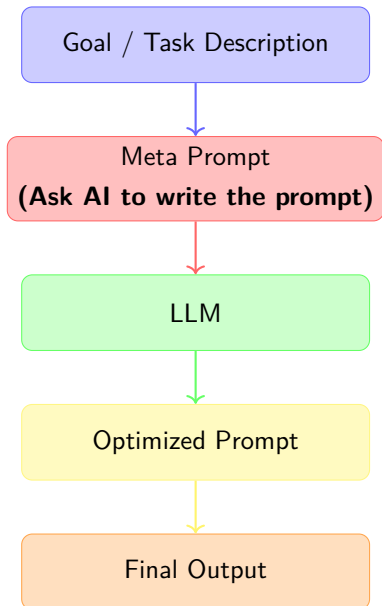 Goal / Task Description
Meta Prompt
(Ask AI to write the prompt)
LLM
Optimized Prompt
Final Output